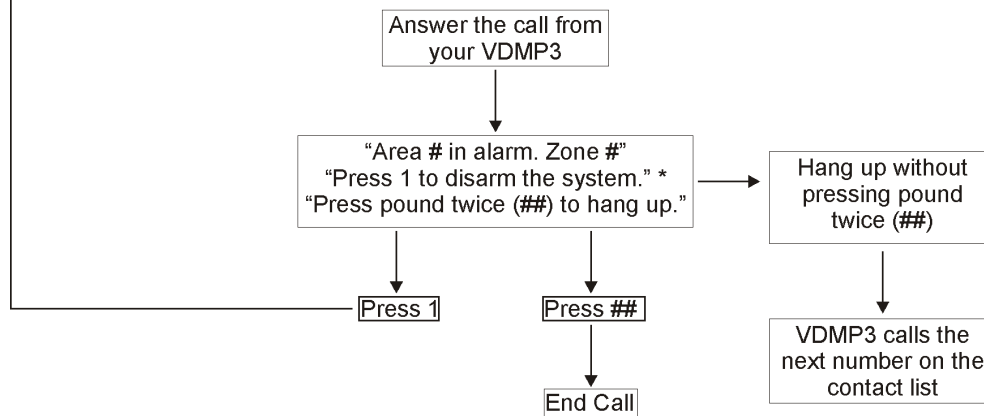 Answer the call from
your VDMP3
“Area # in alarm. Zone #”
“Press 1 to disarm the system.” *
“Press pound twice (##) to hang up.”
Hang up without
pressing pound
twice (##)
Press 1
Press ##
VDMP3 calls the
next number on the
contact list
End Call